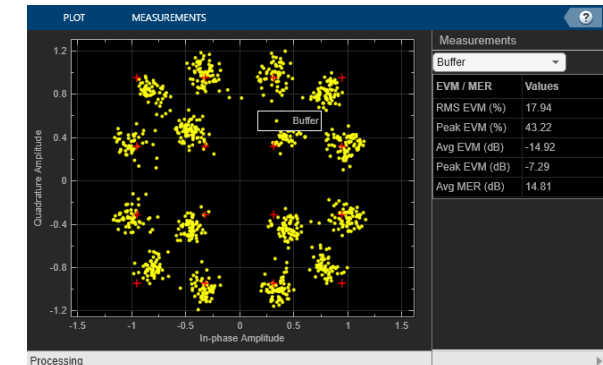 PLOT MEASUREMENTS ?
Measurements
Buffer
EVM / MER Values
RMS EVM (%) 17.94
Peak EVM (%) 43.22
Avg EVM (dB) -14.92
Peak EVM (dB) -7.29
Avg MER (dB) 14.81
Quadrature Amplitude
1.2
0.8
0.4
0
-0.4
-0.8
-1.2
Buffer
-1.5 -1 -0.5 0 0.5 1 1.5
In-phase Amplitude
Processing